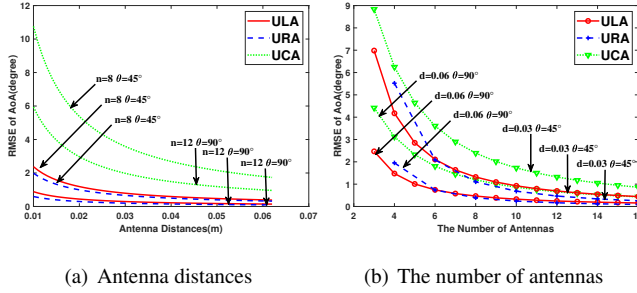 (a)
ULA
URA
UCA
n=8 θ=45°
n=8 θ=45°
n=8 θ=45°
n=12 θ=90°
n=12 θ=90°
n=12 θ=90°
RMSE of AoA(degree)
12
10
8
6
4
2
0
0.01 0.02 0.03 0.04 0.05 0.06 0.07
Antenna Distances(m)
(a) Antenna distances
(b)
ULA
URA
UCA
d=0.06 θ=90°
d=0.06 θ=90°
d=0.06 θ=90°
d=0.03 θ=45°
d=0.03 θ=45°
d=0.03 θ=45°
RMSE of AoA(degree)
9
8
7
6
5
4
3
2
1
0
2 4 6 8 10 12 14 16
The Number of Antennas
(b) The number of antennas